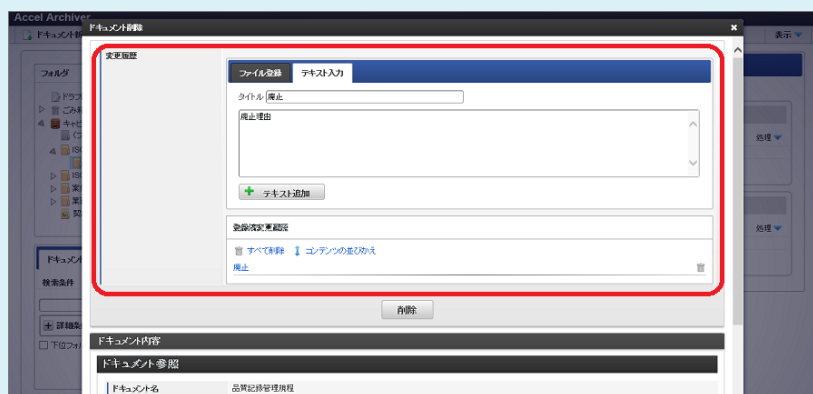 Accel Archiver
ドキュメント削除
表示
変更履歴
フォルダ
ファイル登録
テキスト入力
タイトル
廃止
廃止理由
処理
テキスト追加
登録済変更履歴
すべて削除
コンテンツの並びかえ
廃止
処理
検索条件
削除
ドキュメント内容
ドキュメント参照
ドキュメント名
品質記録管理規程